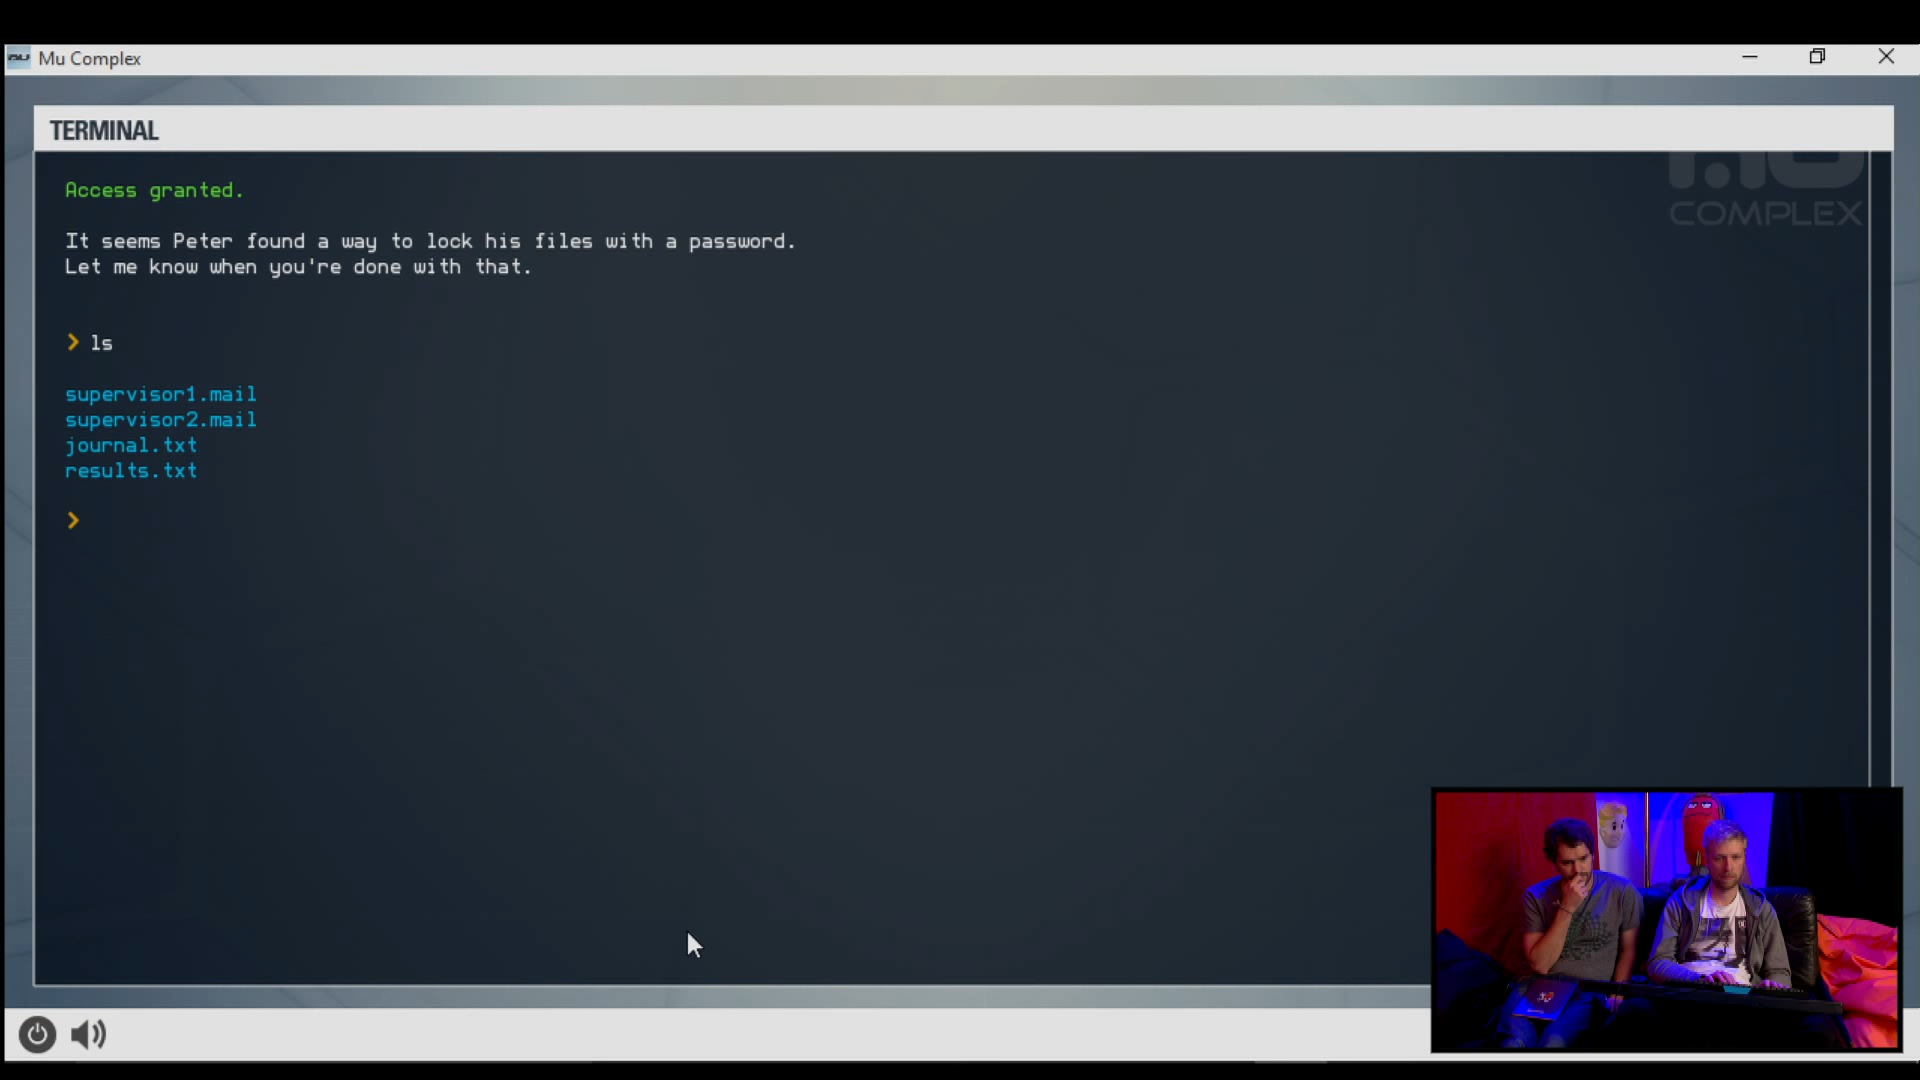 Mu Complex
TERMINAL
COMPLEX
Access granted.
It seems Peter found a way to lock his files with a password.
Let me know when you're done with that.
> ls
supervisor1.mail
supervisor2.mail
journal.txt
results.txt
>